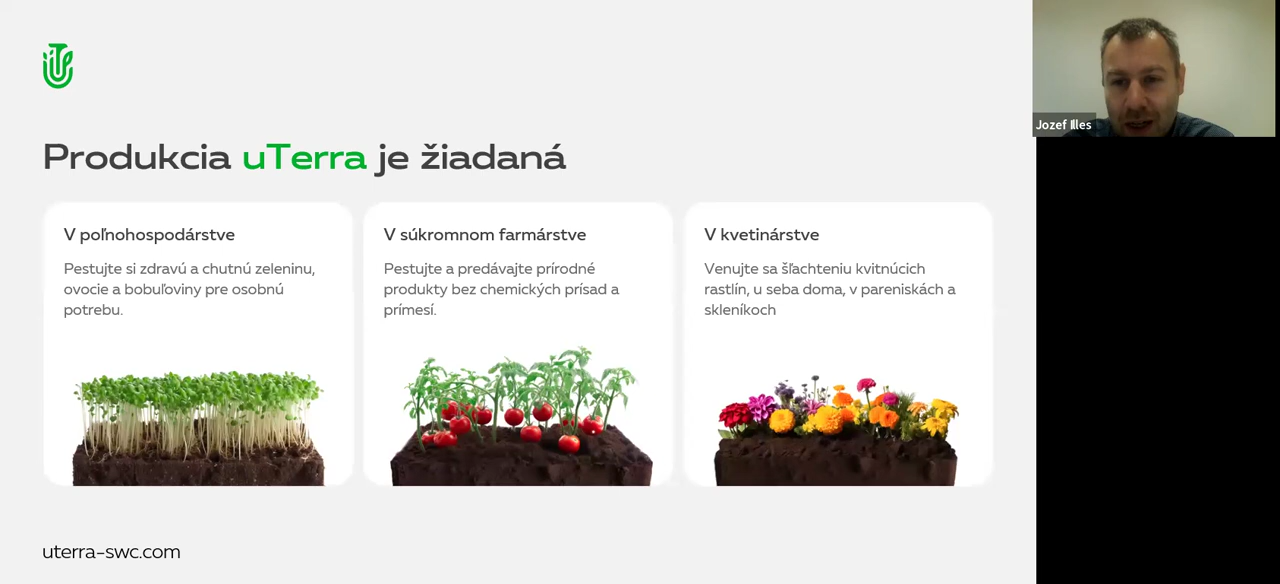 Produkcia uTerra je žiadaná
V poľnohospodárstve
Pestujte si zdravú a chutnú zeleninu,
ovocie a bobuľoviny pre osobnú
potrebu.
V súkromnom farmárstve
Pestujte a predávajte prírodné
produkty bez chemických prísad a
prímesí.
V kvetinárstve
Venujte sa šľachteniu kvitnúcich
rastlín, u seba doma, v pareniskách a
skleníkoch
uterra-swc.com
Jozef Illes